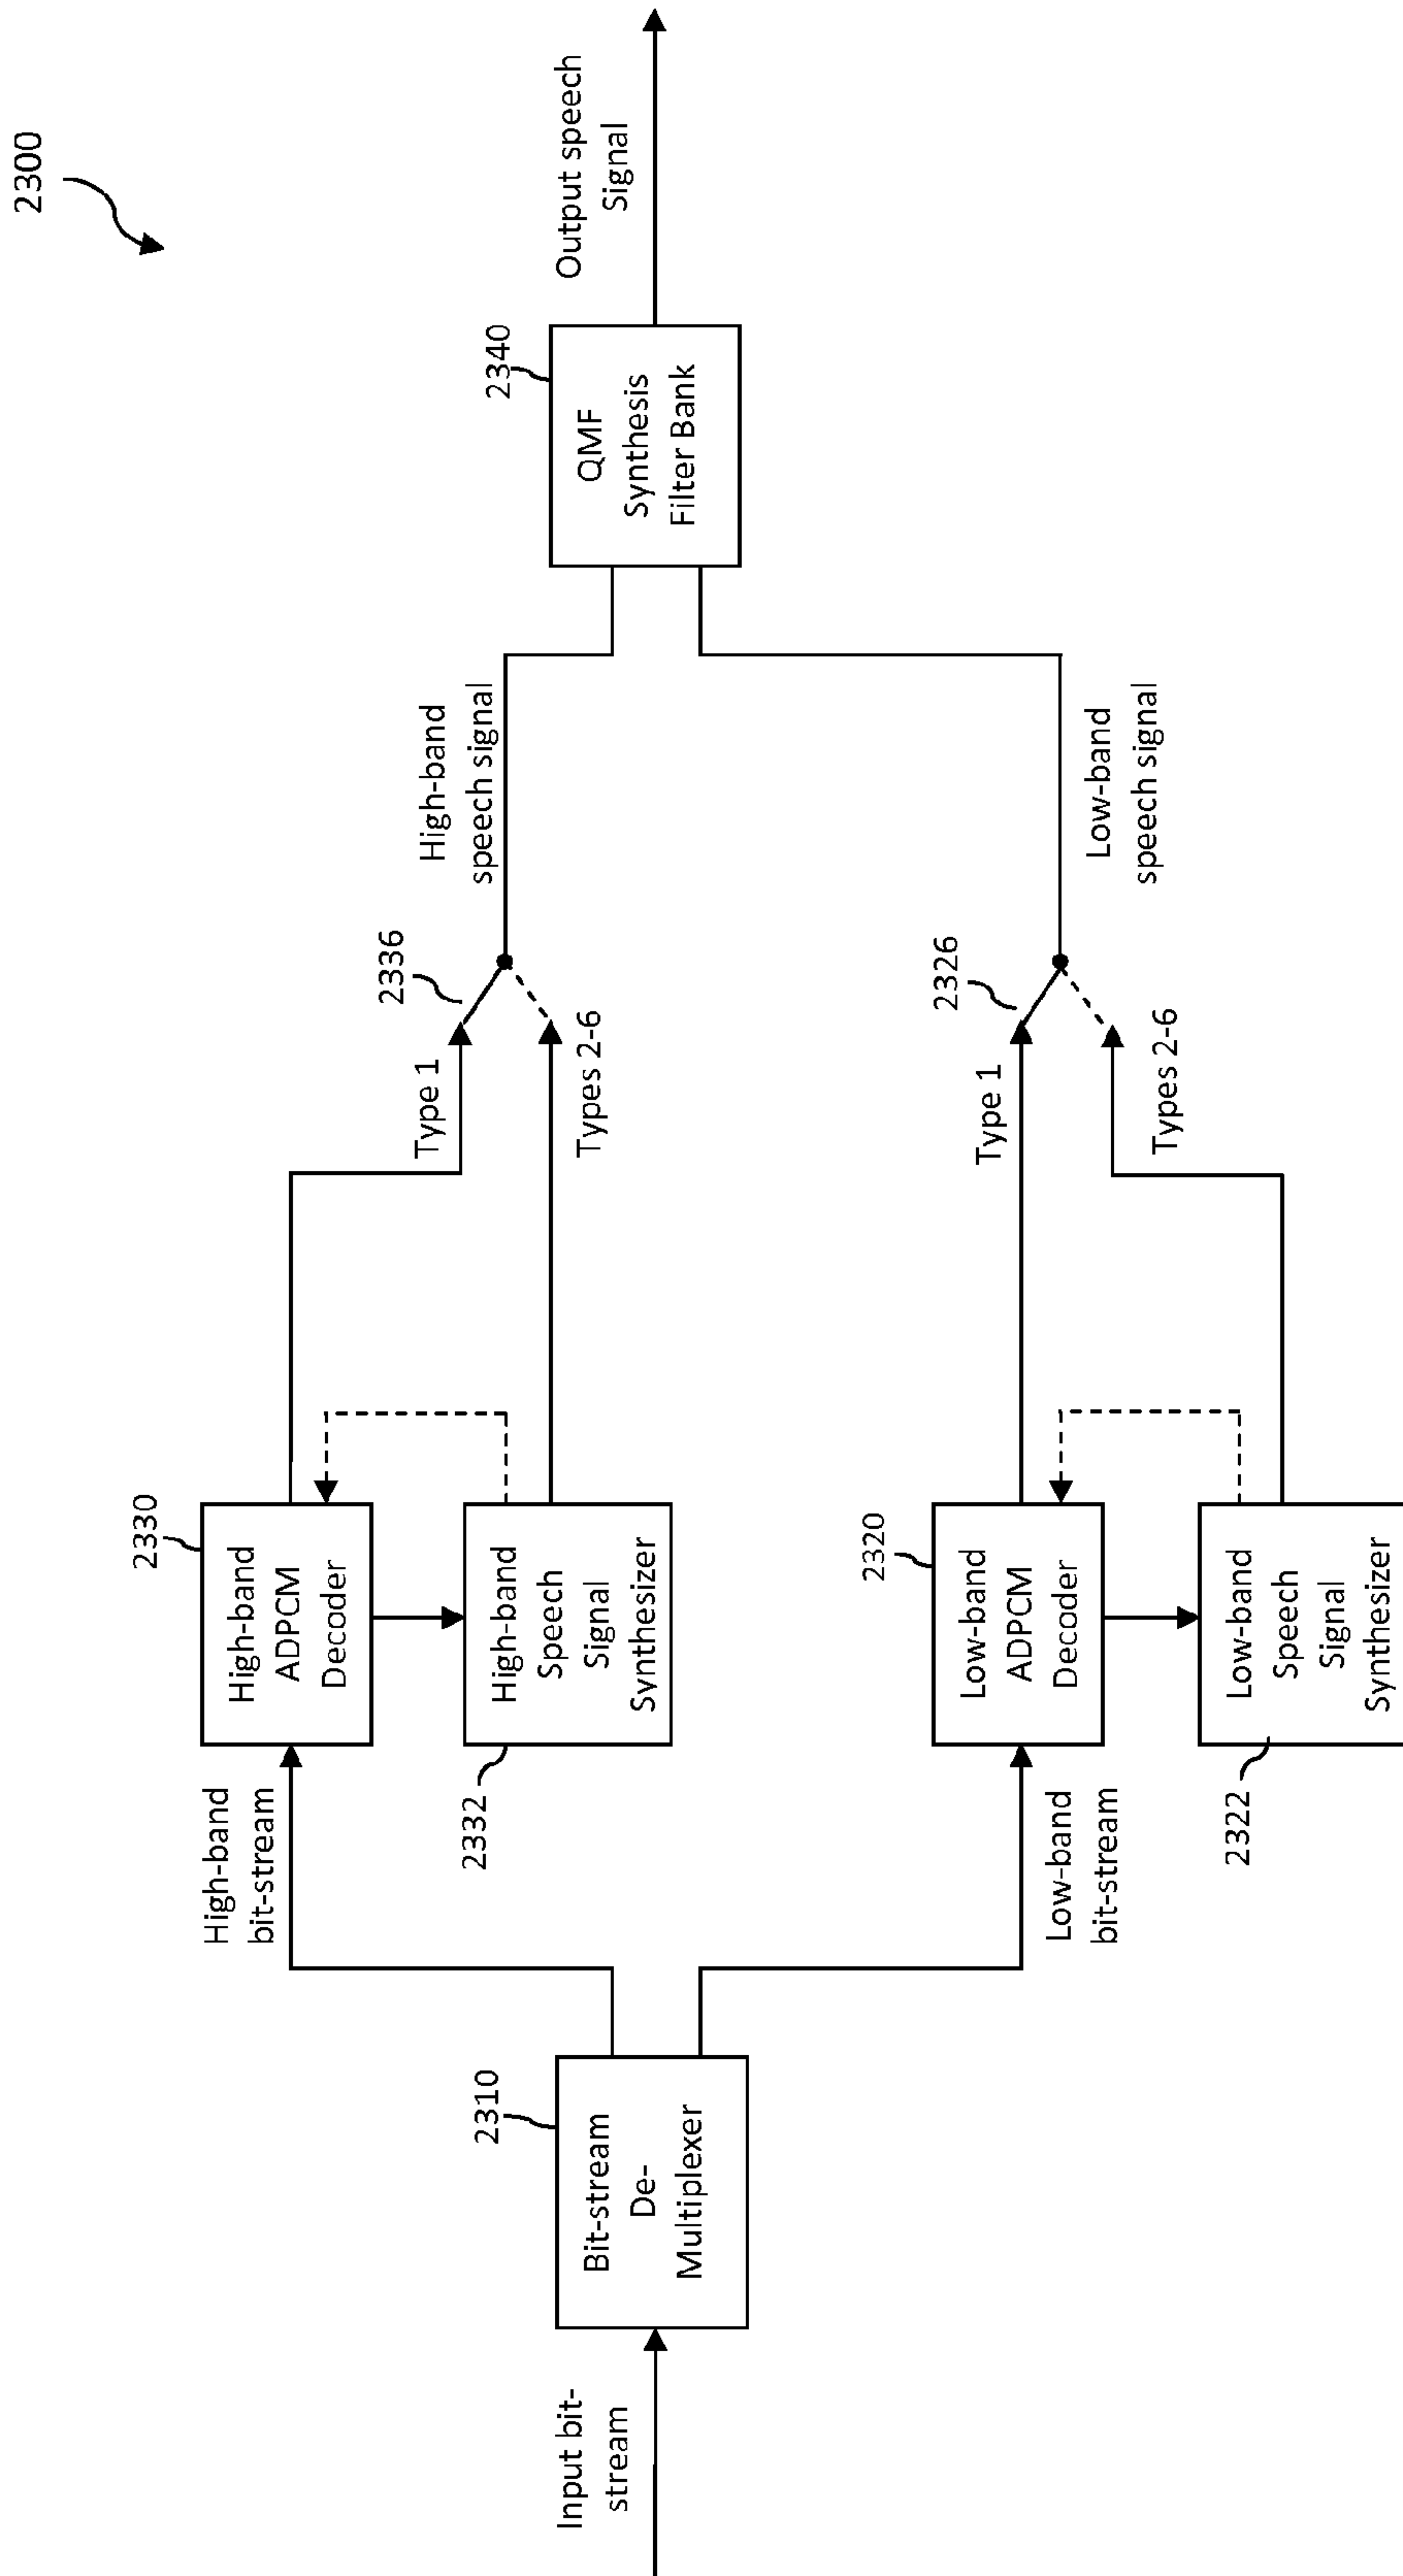 2300
Input bit-
stream
2310
Bit-stream
De-
Multiplexer
High-band
bit-stream
2330
High-band
ADPCM
Decoder
2332
High-band
Speech
Signal
Synthesizer
Type 1
2336
Types 2-6
High-band
speech signal
Low-band
bit-stream
2320
Low-band
ADPCM
Decoder
2322
Low-band
Speech
Signal
Synthesizer
Type 1
2326
Types 2-6
Low-band
speech signal
2340
QMF
Synthesis
Filter Bank
Output speech
Signal